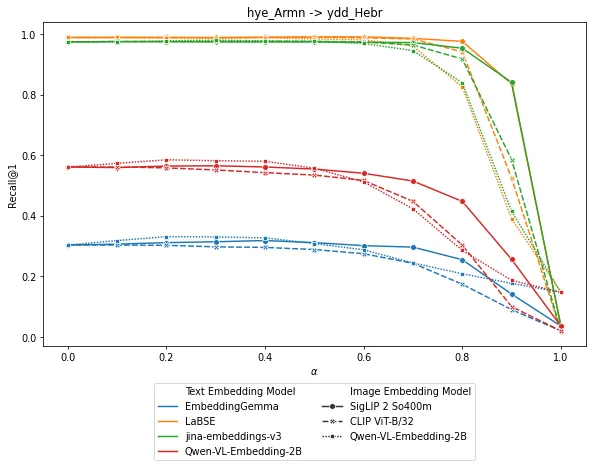 hye_Armn -> ydd_Hebr
1.0
0.8
0.6
0.4
0.2
0.0
Recall@1
0.0 0.2 0.4 0.6 0.8 1.0
α
Text Embedding Model
EmbeddingGemma
LaBSE
jina-embeddings-v3
Qwen-VL-Embedding-2B
Image Embedding Model
SigLIP 2 So400m
CLIP ViT-B/32
Qwen-VL-Embedding-2B